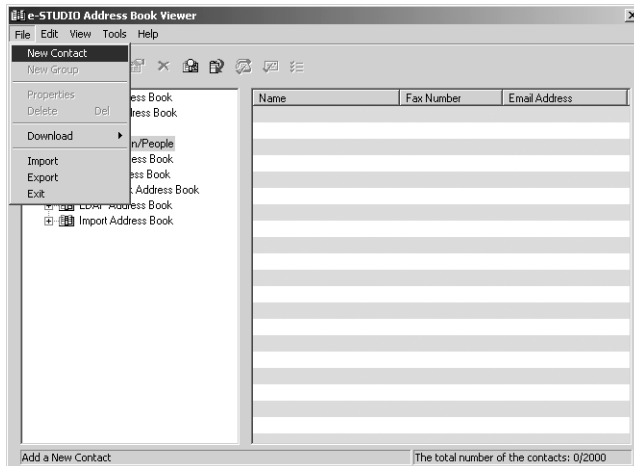 e-STUDIO Address Book Viewer
File Edit View Tools Help
New Contact
New Group
Properties
Delete Del
Download
Import
Export
Exit
ess Book
ress Book
n/People
ess Book
ess Book
Address Book
LDAP Address Book
Import Address Book
Name Fax Number Email Address
Add a New Contact
The total number of the contacts: 0/2000